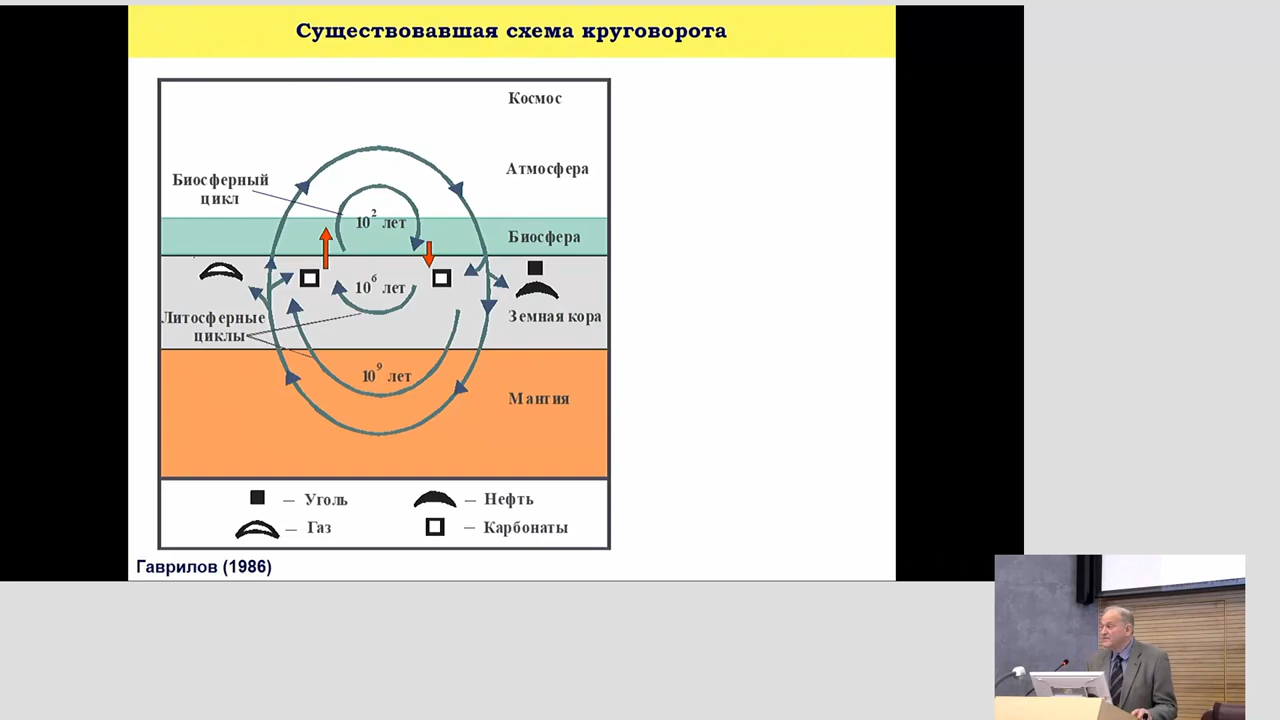 Существовавшая схема круговорота
Космос
Атмосфера
Биосферный
цикл
10² лет
Биосфера
10⁶ лет
Литосферные
циклы
Земная кора
10⁹ лет
Мантия
— Уголь
— Нефть
— Газ
— Карбонаты
Гаврилов (1986)